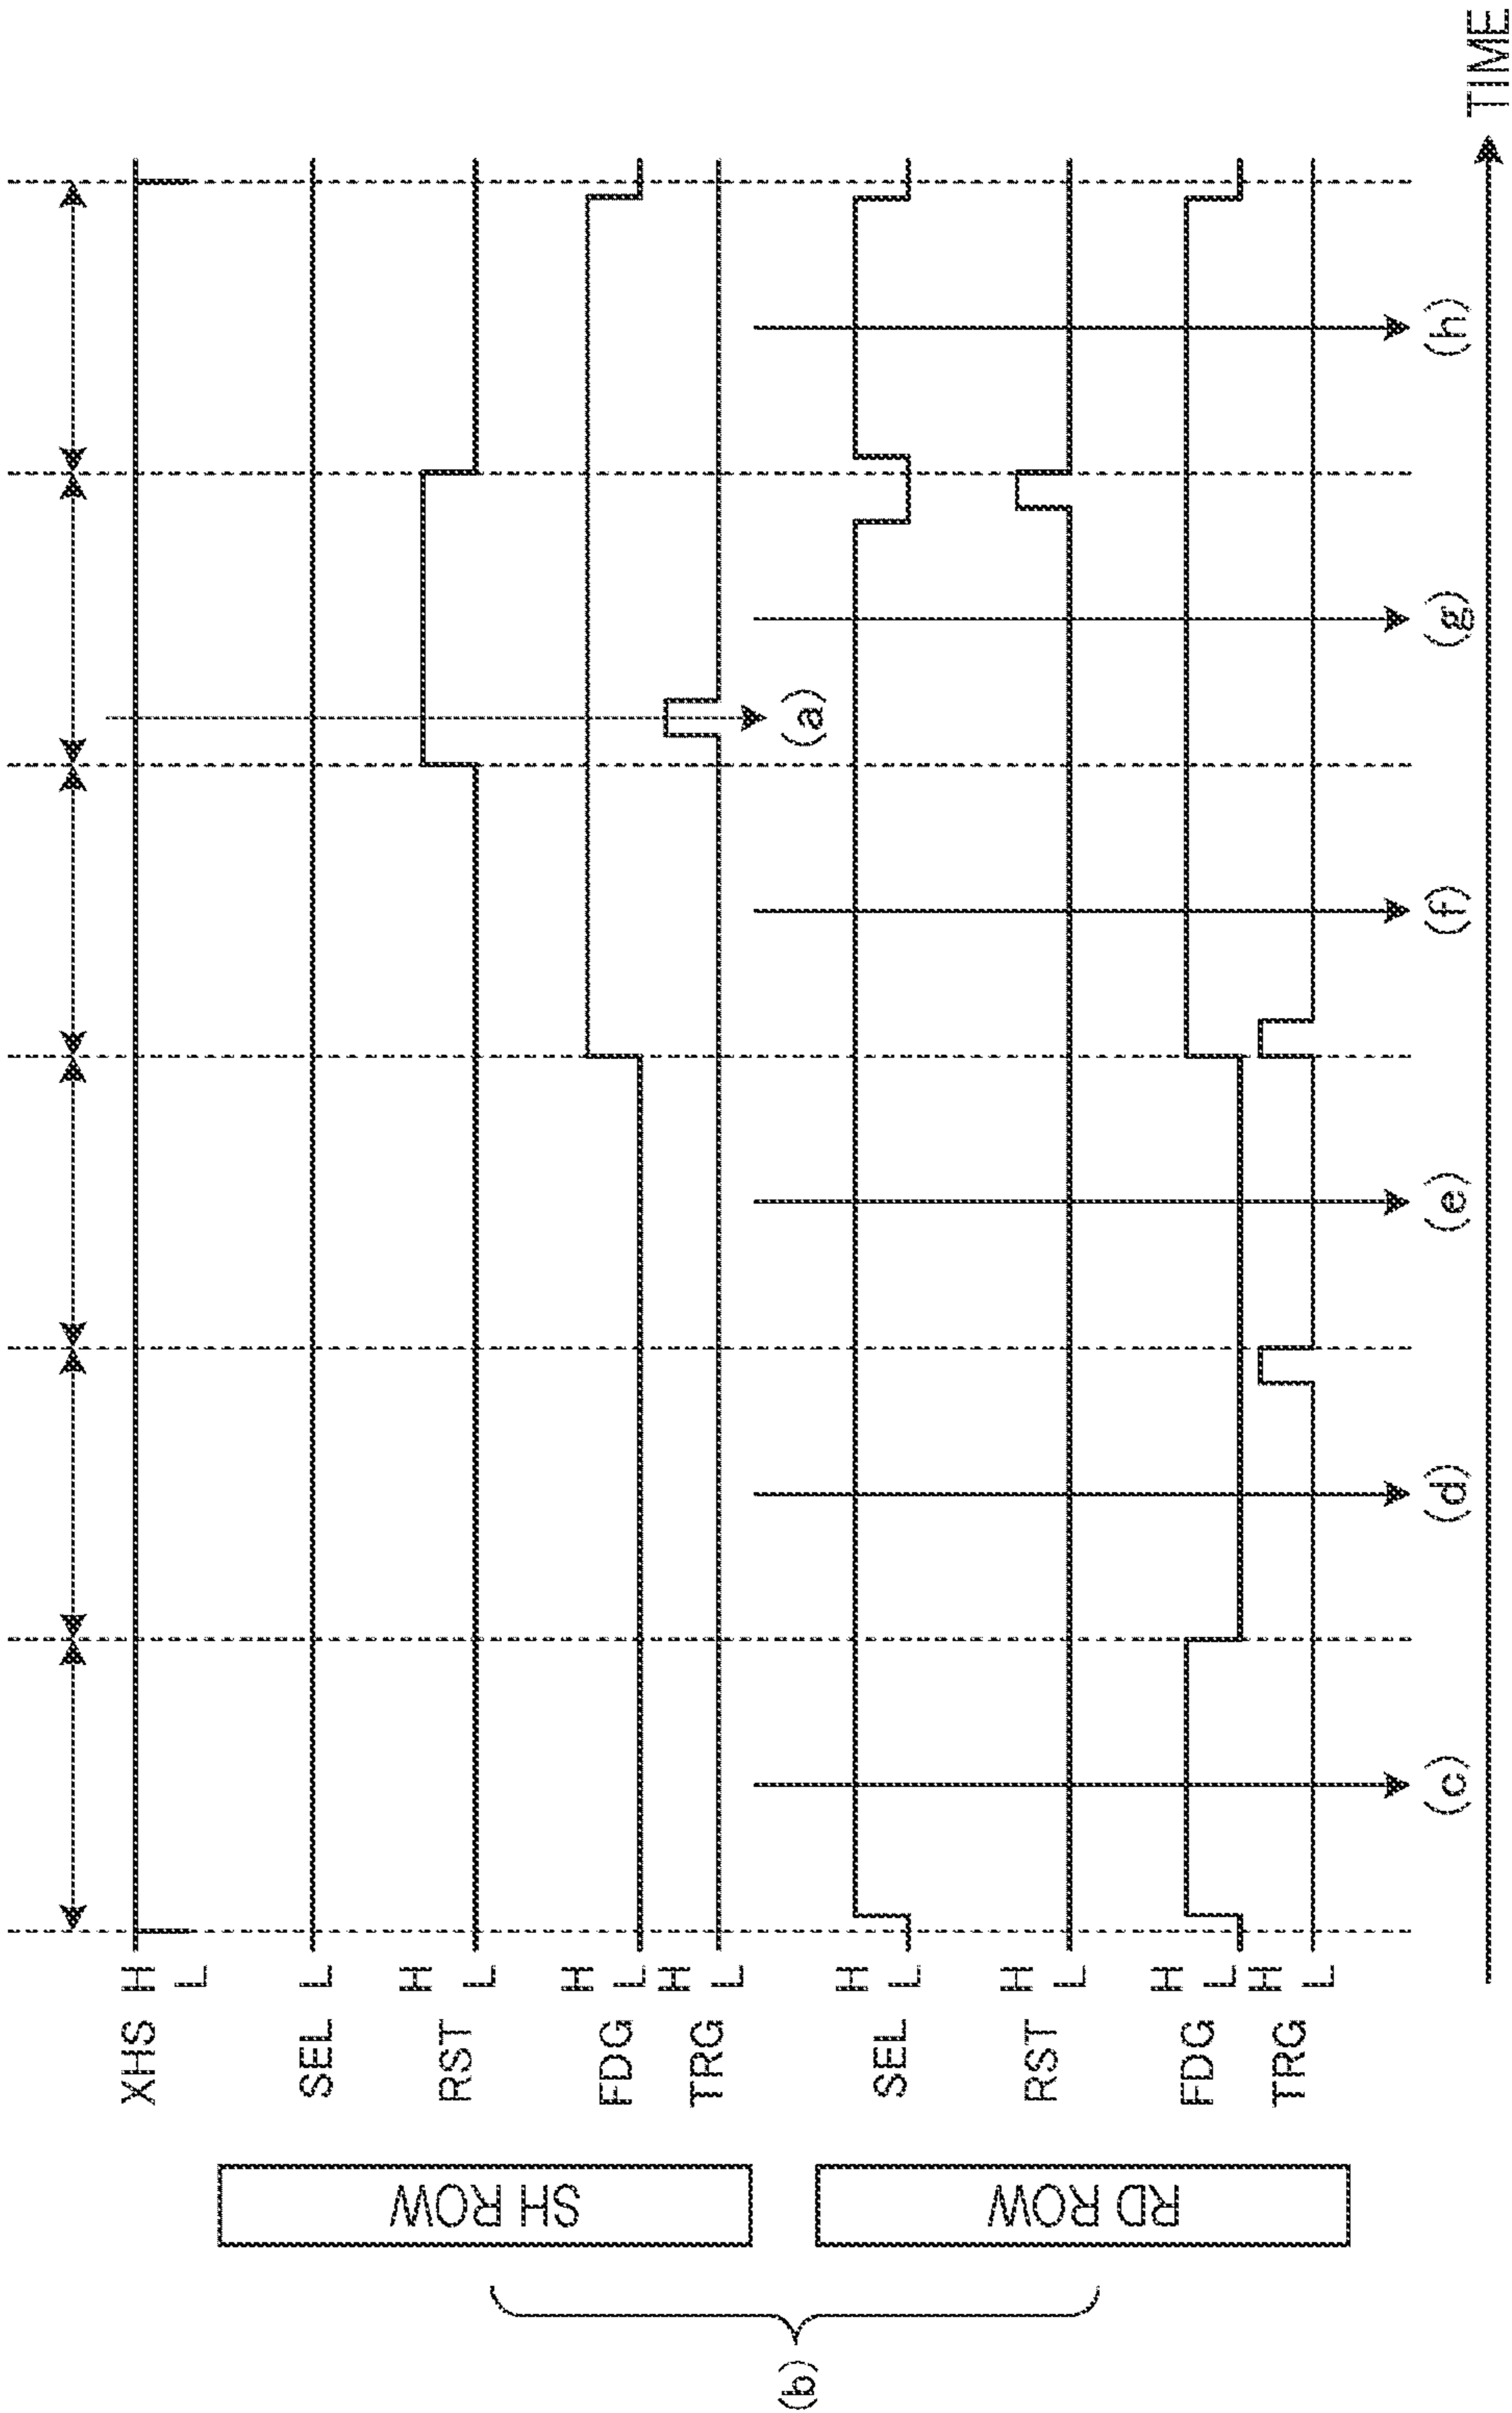 XHS H
L
SH ROW
SEL L
RST H
L
FDG H
L
TRG H
L
(a)
(b)
RD ROW
SEL H
L
RST H
L
FDG H
L
TRG H
L
(c) (d) (e) (f) (g) (h)
TIME